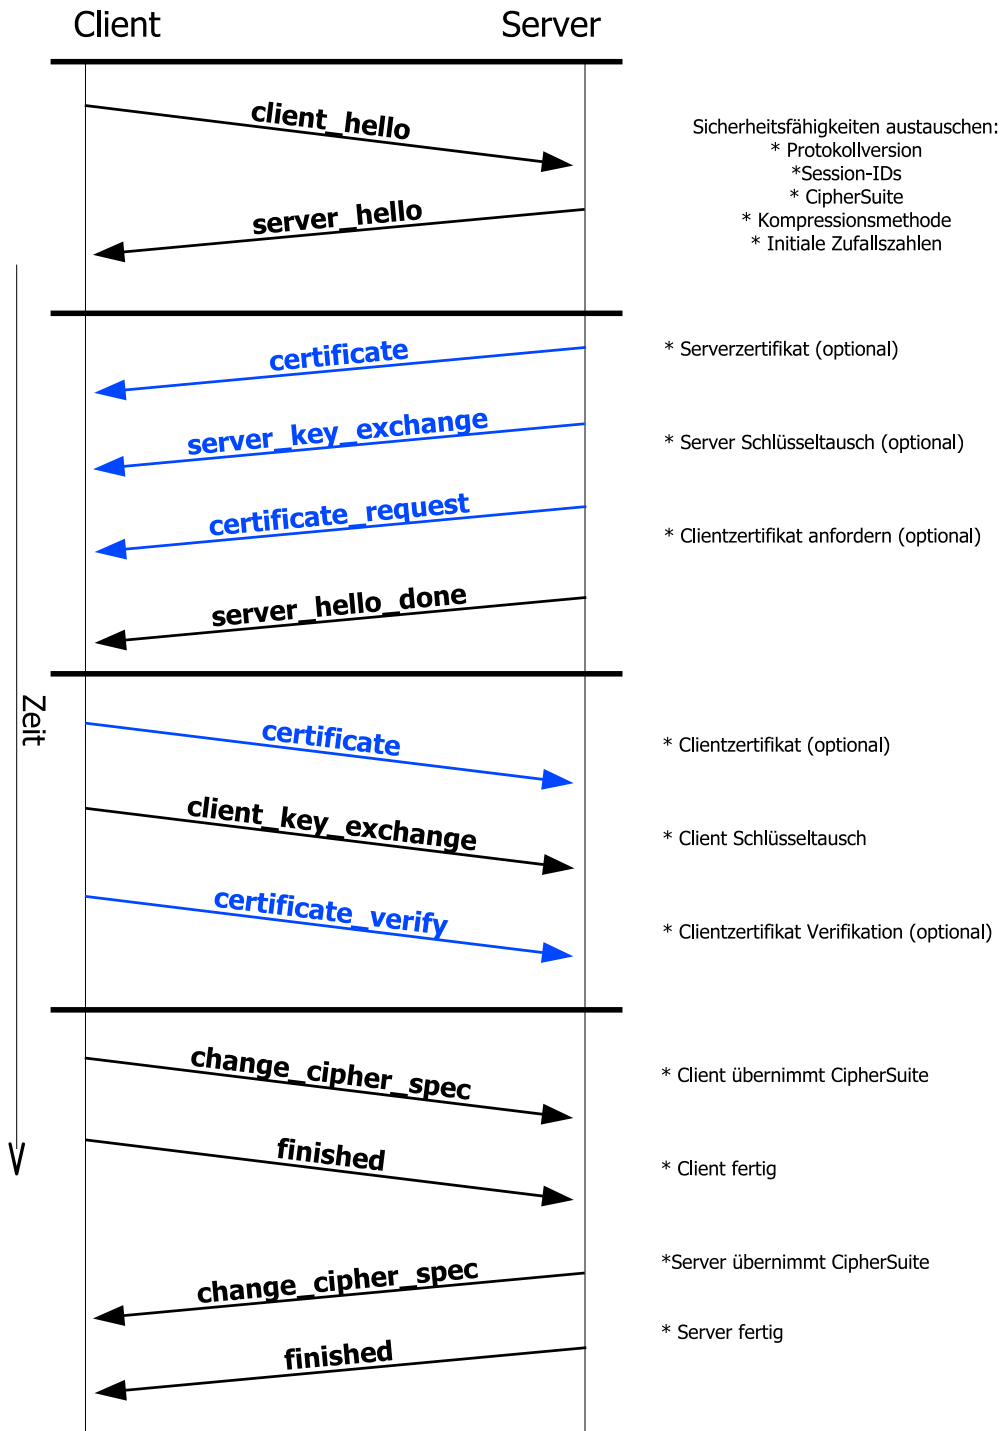 Client
Server
client_hello
Sicherheitsfähigkeiten austauschen:
* Protokollversion
*Session-IDs
* CipherSuite
* Kompressionsmethode
* Initiale Zufallszahlen
server_hello
certificate
* Serverzertifikat (optional)
server_key_exchange
* Server Schlüsseltausch (optional)
certificate_request
* Clientzertifikat anfordern (optional)
server_hello_done
Zeit
certificate
* Clientzertifikat (optional)
client_key_exchange
* Client Schlüsseltausch
certificate_verify
* Clientzertifikat Verifikation (optional)
change_cipher_spec
* Client übernimmt CipherSuite
finished
* Client fertig
change_cipher_spec
*Server übernimmt CipherSuite
finished
* Server fertig